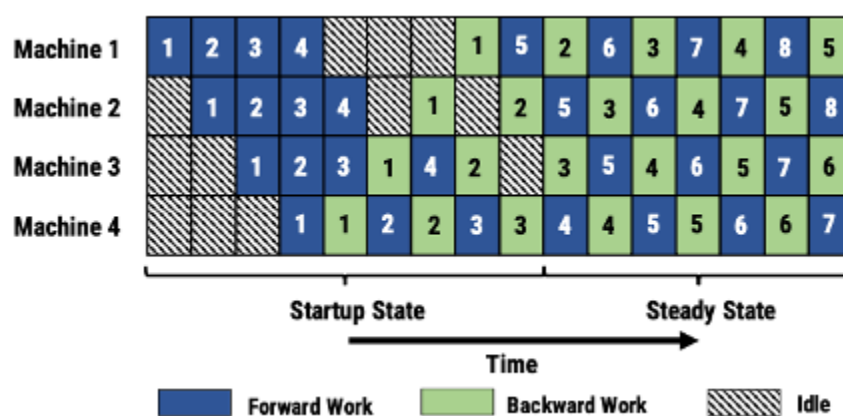 Machine 1 1 2 3 4 1 5 2 6 3 7 4 8 5
Machine 2 1 2 3 4 1 2 5 3 6 4 7 5 8
Machine 3 1 2 3 1 4 2 3 5 4 6 5 7 6
Machine 4 1 1 2 2 3 3 4 4 5 5 6 6 7
Startup State Steady State
Time
Forward Work Backward Work Idle